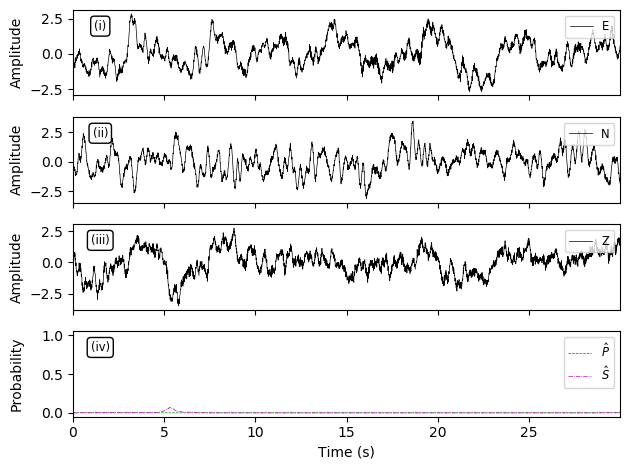 Amplitude
2.5
0.0
−2.5
(i)
E
Amplitude
2.5
0.0
−2.5
(ii)
N
Amplitude
2.5
0.0
−2.5
(iii)
Z
Probability
1.0
0.5
0.0
(iv)
P̂
Ŝ
0 5 10 15 20 25
Time (s)